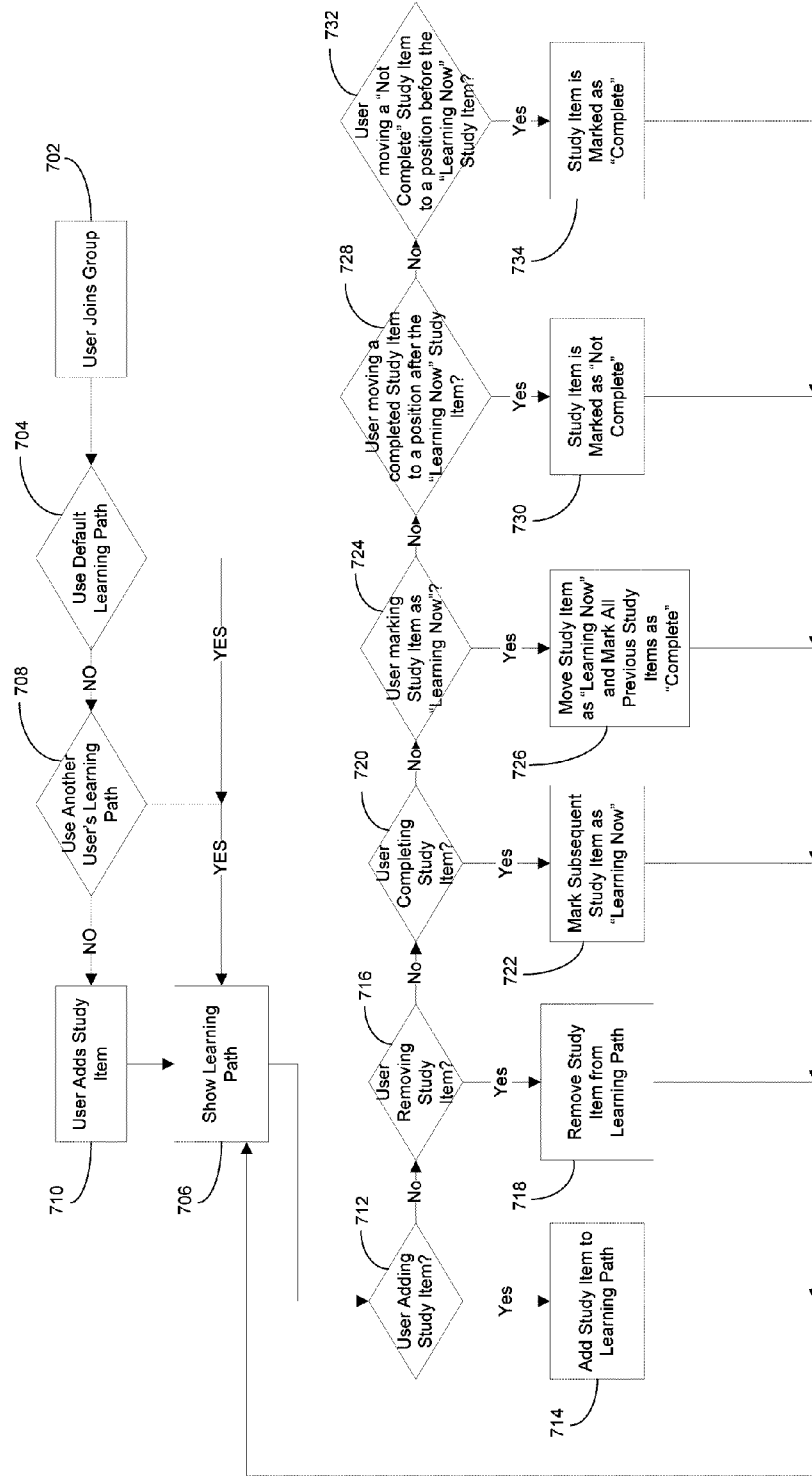 702
User Joins Group
704
Use Default
Learning Path
NO
YES
708
Use Another
User's Learning
Path
NO
YES
710
User Adds Study
Item
706
Show Learning
Path
712
User Adding
Study Item?
No
Yes
714
Add Study Item to
Learning Path
716
User
Removing
Study
Item?
No
Yes
718
Remove Study
Item from
Learning Path
720
User
Completing
Study
Item?
No
Yes
722
Mark Subsequent
Study Item as
"Learning Now"
724
User marking
Study Item as
"Learning Now"?
No
Yes
726
Move Study Item
as "Learning Now"
and Mark All
Previous Study
Items as
"Complete"
728
User moving a
completed Study Item
to a position after the
"Learning Now" Study
Item?
No
Yes
730
Study Item is
Marked as "Not
Complete"
732
User
moving a "Not
Complete" Study Item
to a position before the
"Learning Now"
Study Item?
Yes
734
Study Item is
Marked as
"Complete"